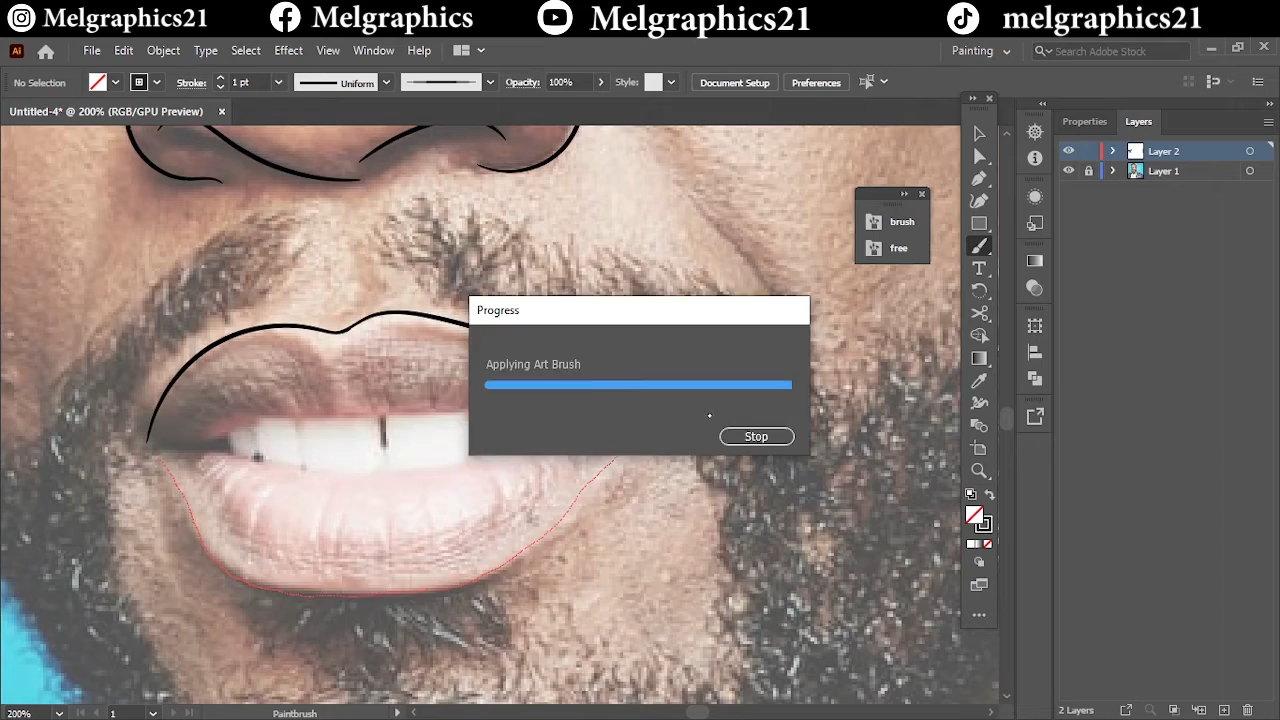 Melgraphics21 Melgraphics Melgraphics21 melgraphics21
Ai File Edit Object Type Select Effect View Window Help Painting Search Adobe Stock
No Selection Stroke: 1 pt Uniform Opacity: 100% Style: Document Setup Preferences
Untitled-4* @ 200% (RGB/GPU Preview)
Properties Layers
Layer 2
Layer 1
brush
free
Progress
Applying Art Brush
Stop
200% 1 Paintbrush 2 Layers